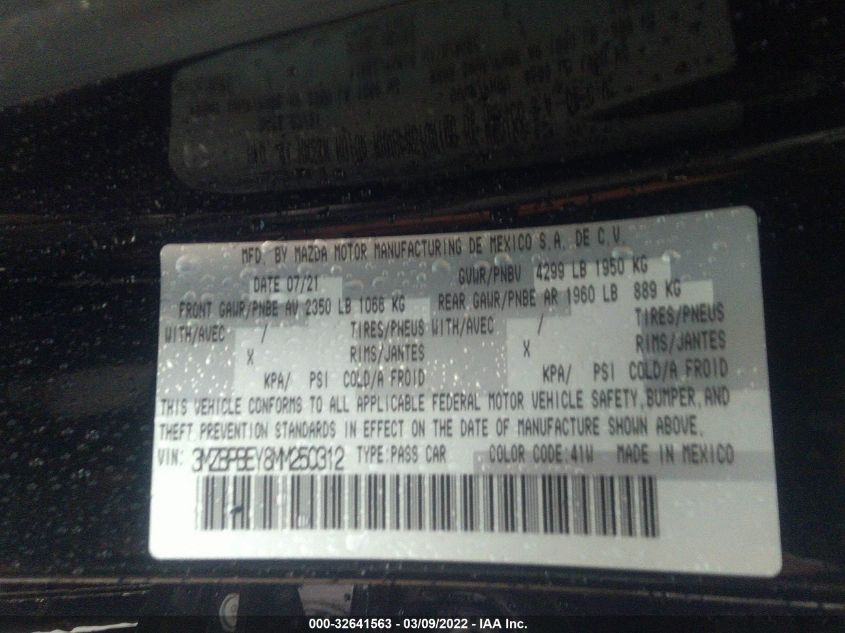 MFD. BY MAZDA MOTOR MANUFACTURING DE MEXICO S.A. DE C.V
DATE 07/21 GVWR/PNBV 4299 LB 1950 KG
FRONT GAWR/PNBE AV 2350 LB 1066 KG REAR GAWR/PNBE AR 1960 LB 889 KG
WITH/AVEC / TIRES/PNEUS WITH/AVEC / TIRES/PNEUS
X RIMS/JANTES X RIMS/JANTES
KPA/ PSI COLD/A FROID KPA/ PSI COLD/A FROID
THIS VEHICLE CONFORMS TO ALL APPLICABLE FEDERAL MOTOR VEHICLE SAFETY, BUMPER, AND
THEFT PREVENTION STANDARDS IN EFFECT ON THE DATE OF MANUFACTURE SHOWN ABOVE.
VIN: 3MZBPBEY8MM250312 TYPE:PASS CAR COLOR CODE:41W MADE IN MEXICO
000-32641563 - 03/09/2022 - IAA Inc.